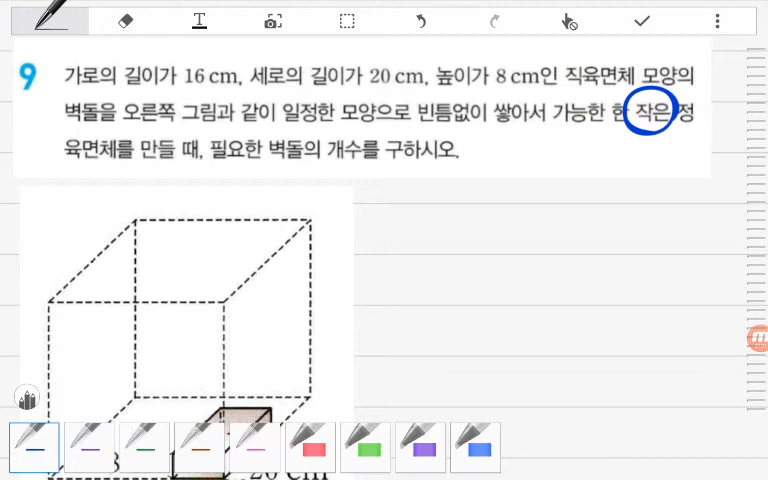 T
9
가로의 길이가 16 cm, 세로의 길이가 20 cm, 높이가 8 cm인 직육면체 모양의
벽돌을 오른쪽 그림과 같이 일정한 모양으로 빈틈없이 쌓아서 가능한 한 작은 정
육면체를 만들 때, 필요한 벽돌의 개수를 구하시오.